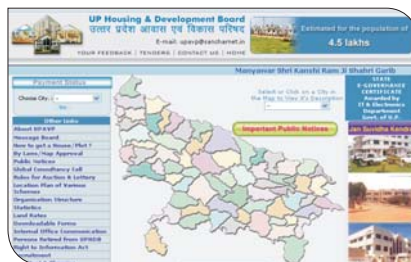 UP Housing & Development Board
उत्तर प्रदेश आवास एवं विकास परिषद
E-mail: upavp@sancharnet.in
YOUR FEEDBACK | TENDERS | CONTACT US | HOME
Estimated for the population of
4.5 lakhs
Manyawar Shri Kanshi Ram Ji Shahri Garib
Payment Status
Choose City
Select or Click on a City in
the Map to View it's Description
Important Public Notices
STATE
E-GOVERNANCE
CERTIFICATE
Awarded by
IT & Electronics
Department
Govt. of U.P.
Jan Suvidha Kendr
Other Links
About UPAVP
Message Board
How to get a House/Plot ?
By Laws/Map Approval
Public Notices
Global Consultancy Cell
Rules for Auction & Lottery
Location Plan of Various
Schemes
Organisation Structure
Statistics
Land Rates
Downloadable Forms
Internal Office Communication
Persons Retired from UPHDB
Right to Information Act